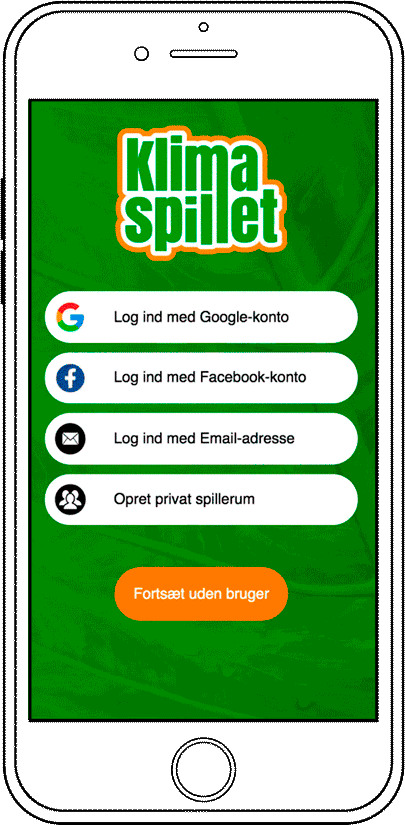 Klima
spillet
Log ind med Google-konto
Log ind med Facebook-konto
Log ind med Email-adresse
Opret privat spillerum
Fortsæt uden bruger